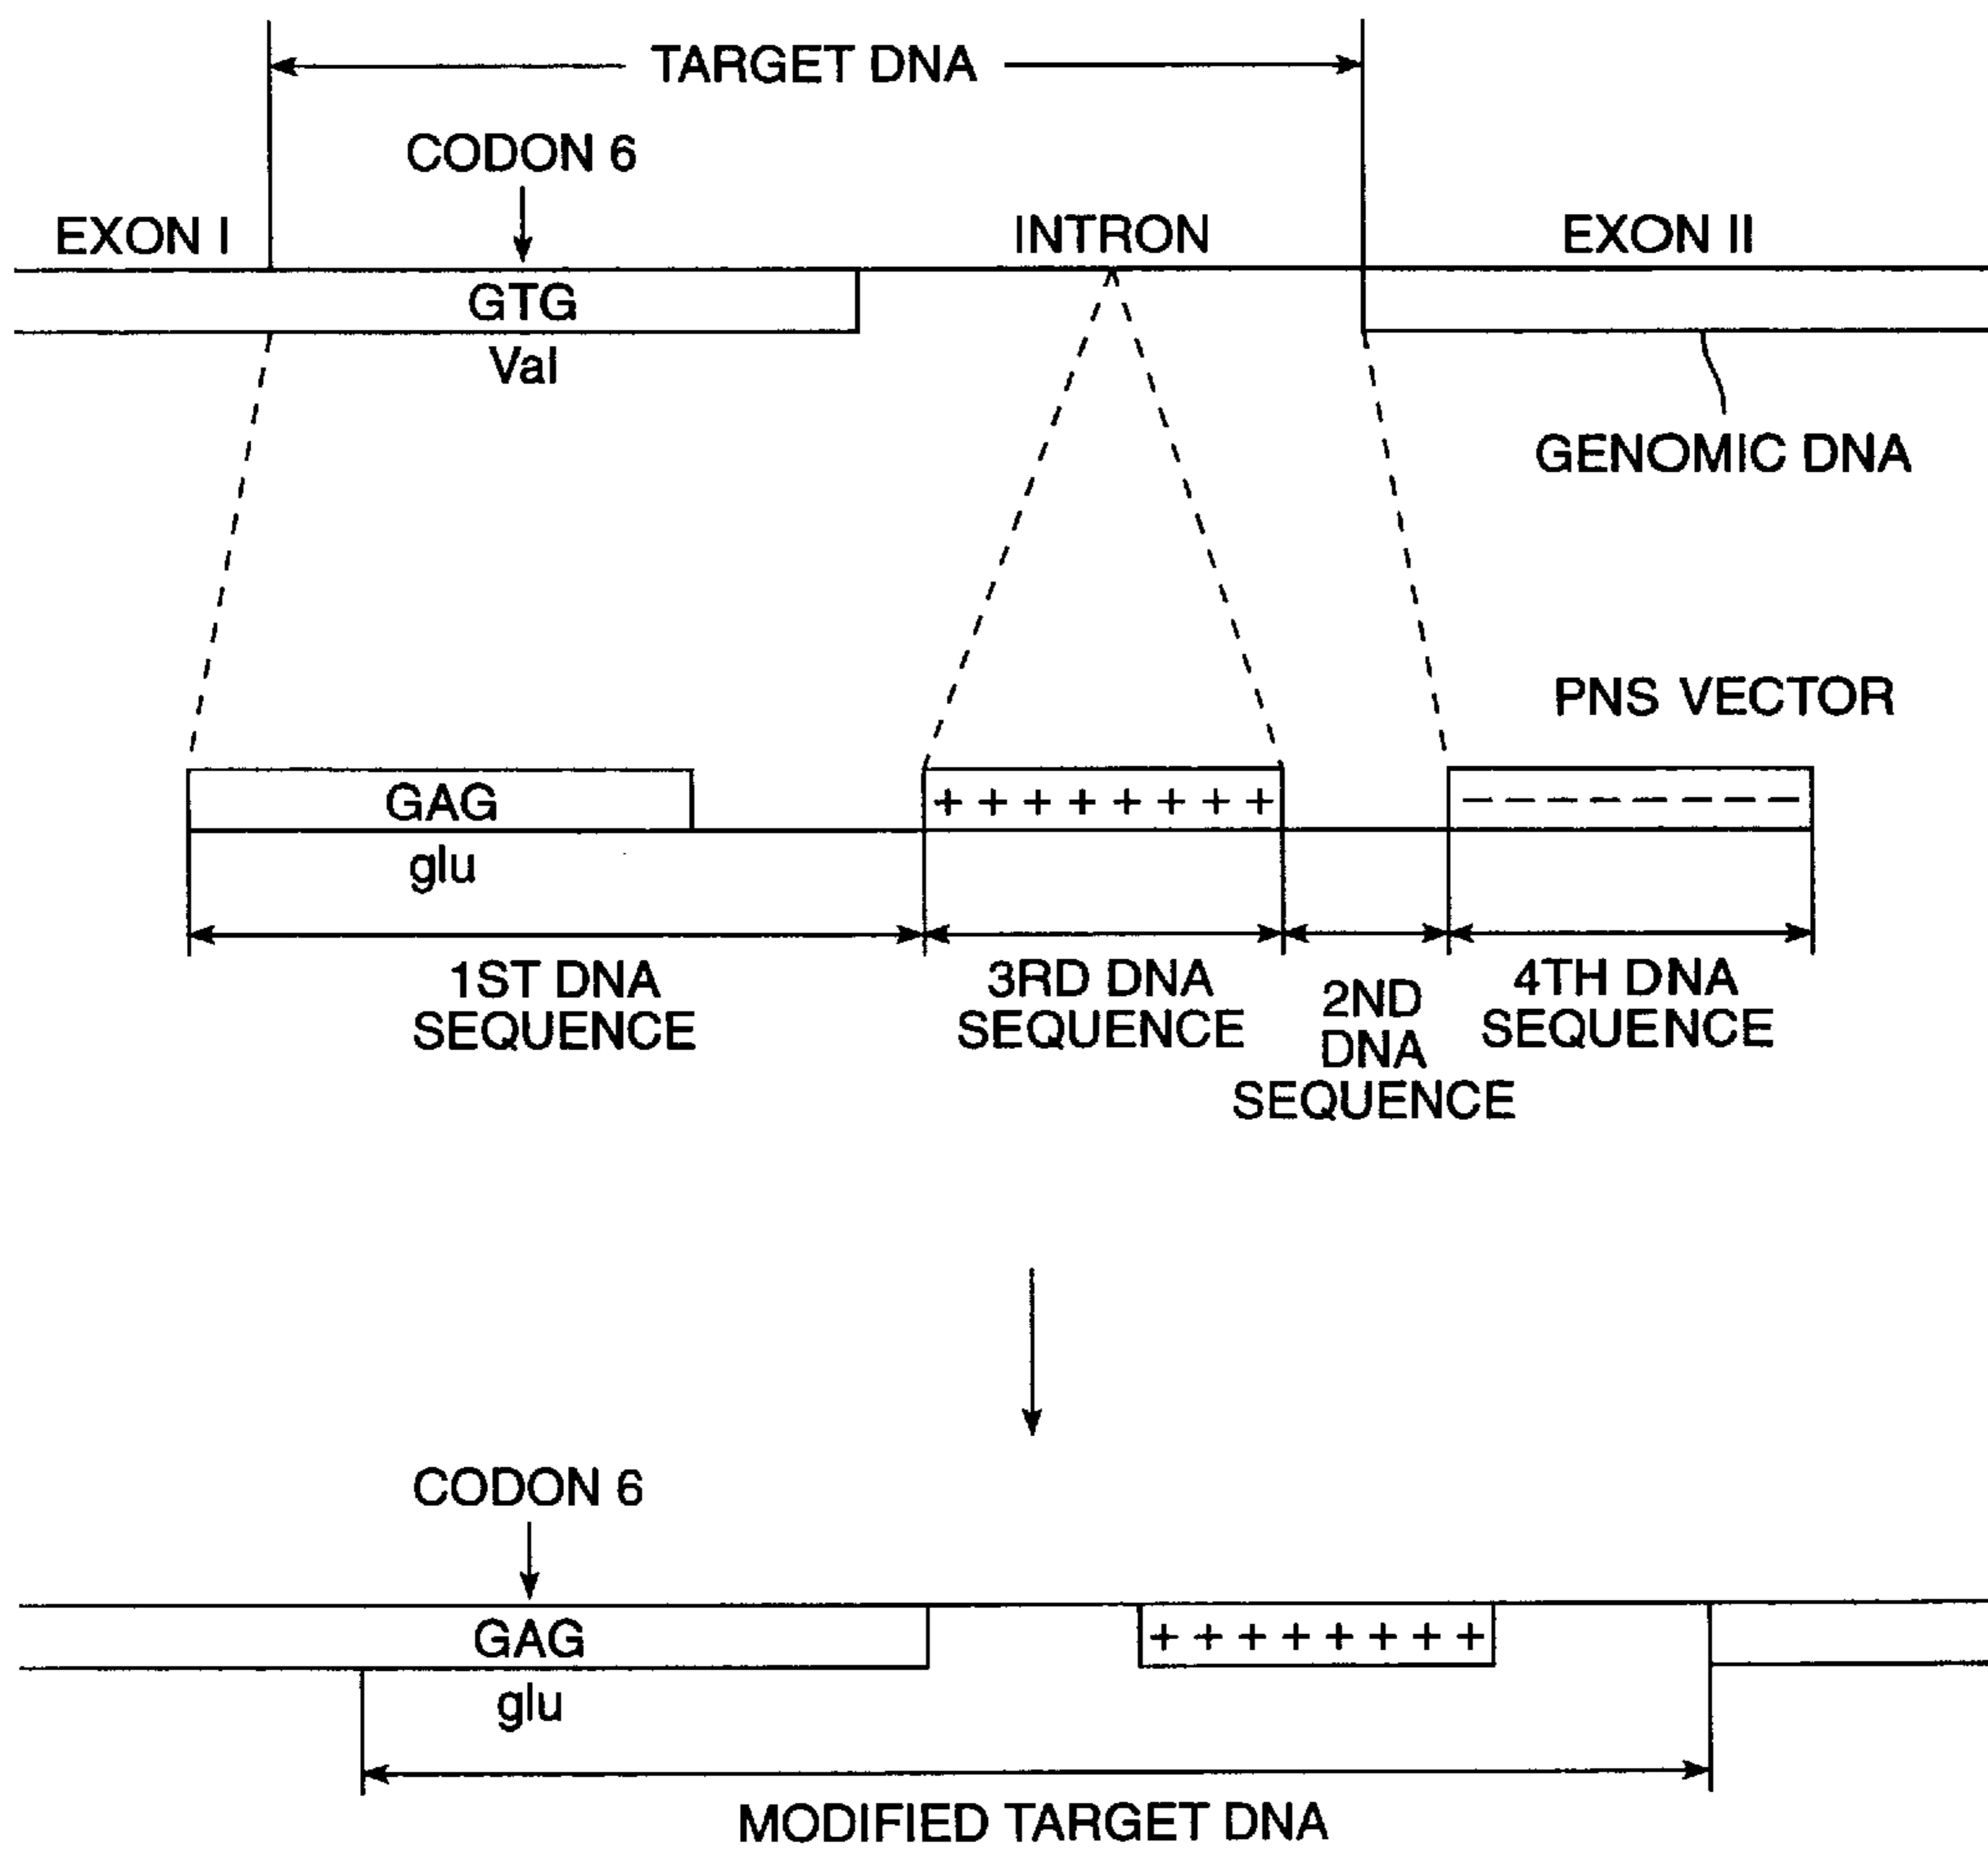 TARGET DNA
CODON 6
EXON I
INTRON
EXON II
GTG
Val
GENOMIC DNA
PNS VECTOR
GAG
+ + + + + + + +
– – – – – – – –
glu
1ST DNA
SEQUENCE
3RD DNA
SEQUENCE
2ND
DNA
SEQUENCE
4TH DNA
SEQUENCE
CODON 6
GAG
+ + + + + + + +
glu
MODIFIED TARGET DNA